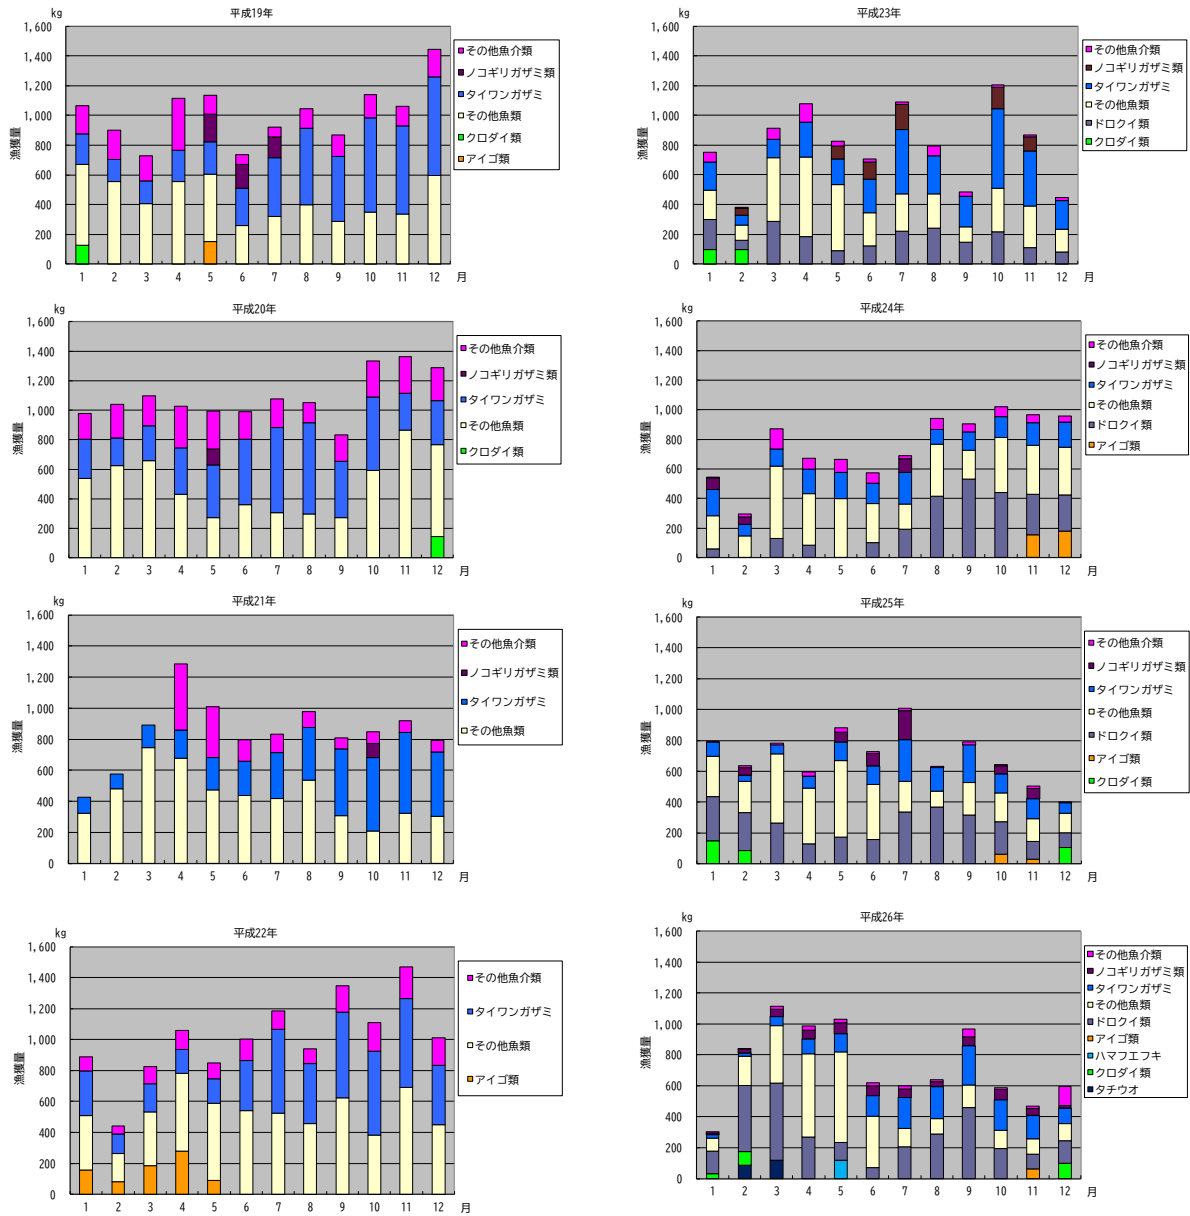 平成19年
kg
1,600
1,400
1,200
1,000
800
600
400
200
0
漁獲量
1 2 3 4 5 6 7 8 9 10 11 12 月
その他魚介類
ノコギリガザミ類
タイワンガザミ
その他魚類
クロダイ類
アイゴ類
平成23年
kg
1,600
1,400
1,200
1,000
800
600
400
200
0
漁獲量
1 2 3 4 5 6 7 8 9 10 11 12 月
その他魚介類
ノコギリガザミ類
タイワンガザミ
その他魚類
ドロクイ類
クロダイ類
平成20年
kg
1,600
1,400
1,200
1,000
800
600
400
200
0
漁獲量
1 2 3 4 5 6 7 8 9 10 11 12 月
その他魚介類
ノコギリガザミ類
タイワンガザミ
その他魚類
クロダイ類
平成24年
kg
1,600
1,400
1,200
1,000
800
600
400
200
0
漁獲量
1 2 3 4 5 6 7 8 9 10 11 12 月
その他魚介類
ノコギリガザミ類
タイワンガザミ
その他魚類
ドロクイ類
アイゴ類
平成21年
kg
1,600
1,400
1,200
1,000
800
600
400
200
0
漁獲量
1 2 3 4 5 6 7 8 9 10 11 12 月
その他魚介類
ノコギリガザミ類
タイワンガザミ
その他魚類
平成25年
kg
1,600
1,400
1,200
1,000
800
600
400
200
0
漁獲量
1 2 3 4 5 6 7 8 9 10 11 12 月
その他魚介類
ノコギリガザミ類
タイワンガザミ
その他魚類
ドロクイ類
アイゴ類
クロダイ類
平成22年
kg
1,600
1,400
1,200
1,000
800
600
400
200
0
漁獲量
1 2 3 4 5 6 7 8 9 10 11 12 月
その他魚介類
タイワンガザミ
その他魚類
アイゴ類
平成26年
kg
1,600
1,400
1,200
1,000
800
600
400
200
0
漁獲量
1 2 3 4 5 6 7 8 9 10 11 12 月
その他魚介類
ノコギリガザミ類
タイワンガザミ
その他魚類
ドロクイ類
アイゴ類
ハマフエフキ
クロダイ類
タチウオ